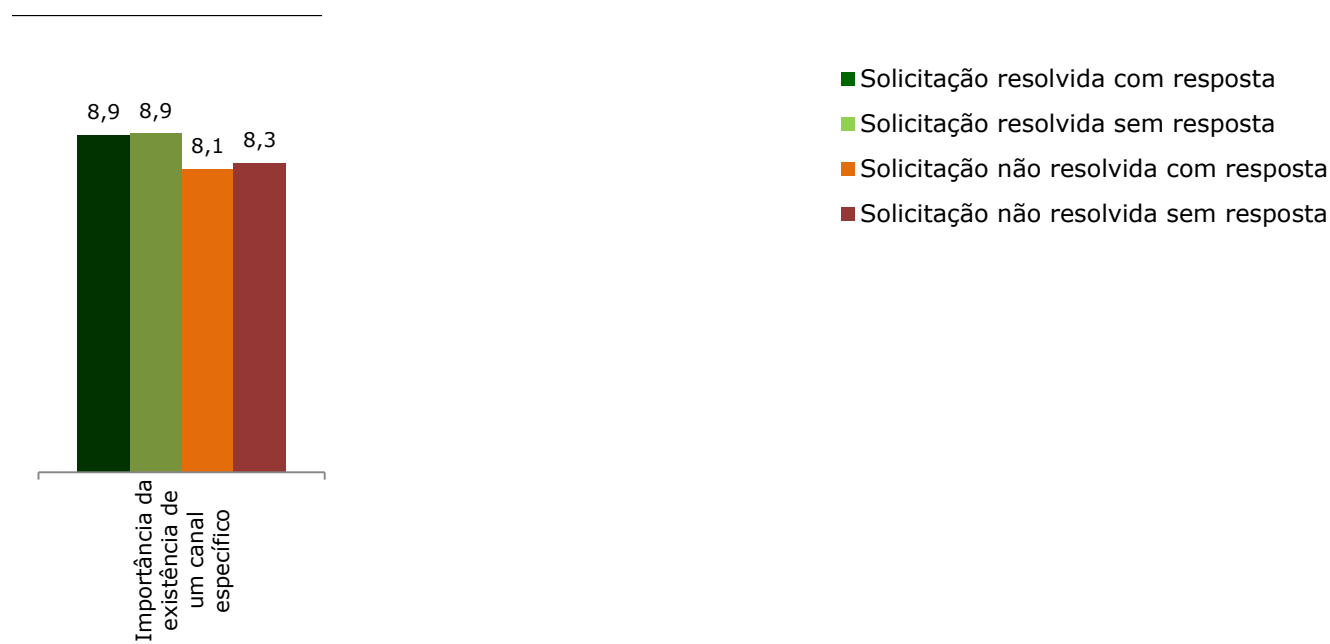 Solicitação resolvida com resposta
Solicitação resolvida sem resposta
Solicitação não resolvida com resposta
Solicitação não resolvida sem resposta
8,9
8,9
8,1
8,3
Importância da
existência de
um canal
específico